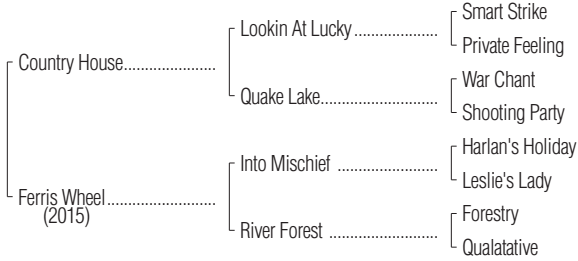 Smart Strike
Lookin At Lucky
Private Feeling
Country House
War Chant
Quake Lake
Shooting Party
Harlan's Holiday
Into Mischief
Leslie's Lady
Ferris Wheel
(2015)
Forestry
River Forest
Qualatative